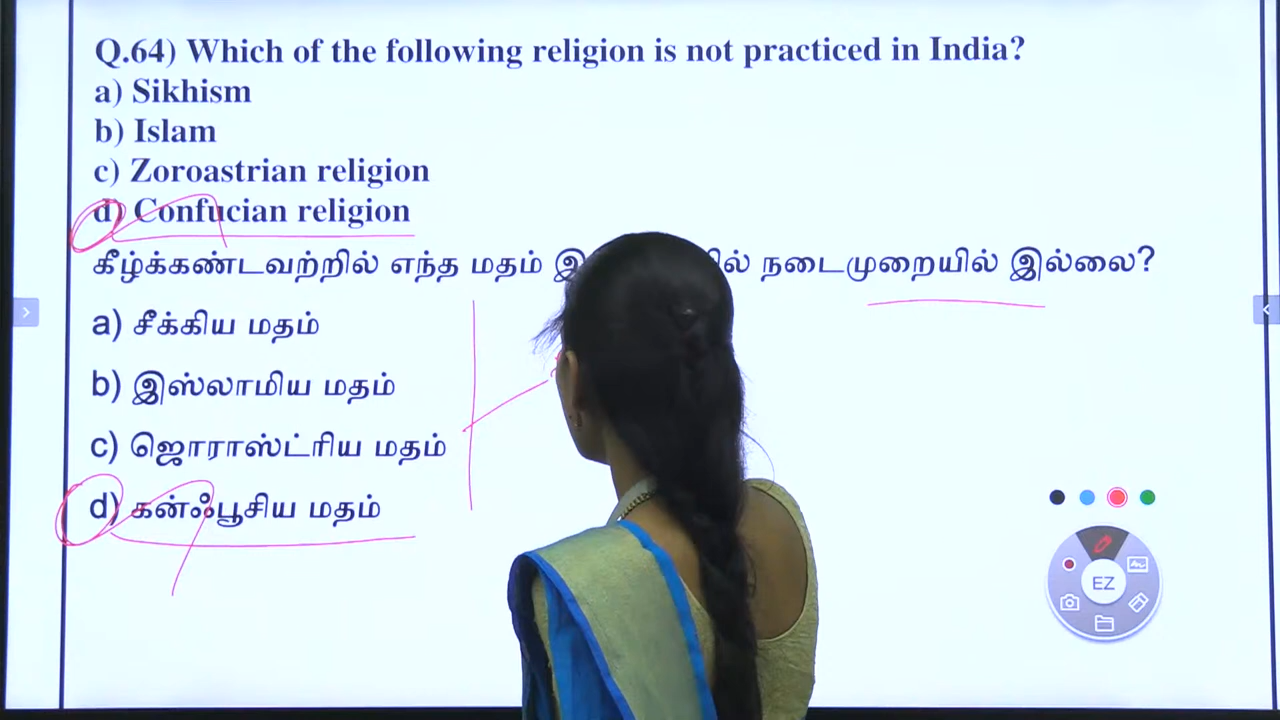 Q.64) Which of the following religion is not practiced in India?
a) Sikhism
b) Islam
c) Zoroastrian religion
d) Confucian religion
கீழ்க்கண்டவற்றில் எந்த மதம் நடைமுறையில் இல்லை?
a) சீக்கிய மதம்
b) இஸ்லாமிய மதம்
c) ஜொராஸ்ட்ரிய மதம்
d) கன்ஃபூசிய மதம்
EZ